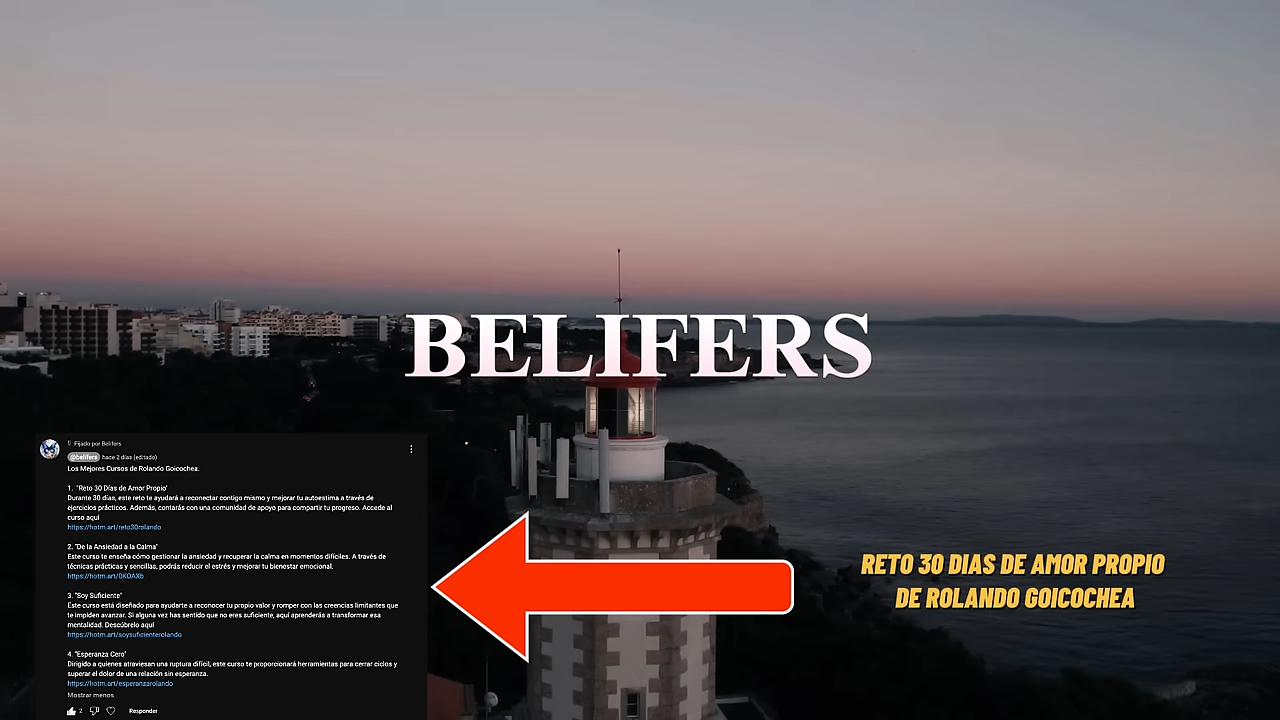 BELIFERS
Fijado por Belifers
@belifers hace 2 días (editado)
Los Mejores Cursos de Rolando Goicochea.
1. "Reto 30 Días de Amor Propio"
Durante 30 días, este reto te ayudará a reconectar contigo mismo y mejorar tu autoestima a través de
ejercicios prácticos. Además, contarás con una comunidad de apoyo para compartir tu progreso. Accede al
curso aquí
https://hotm.art/reto30rolando
2. "De la Ansiedad a la Calma"
Este curso te enseña cómo gestionar la ansiedad y recuperar la calma en momentos difíciles. A través de
técnicas prácticas y sencillas, podrás reducir el estrés y mejorar tu bienestar emocional.
https://hotm.art/0KOAXb
3. "Soy Suficiente"
Este curso está diseñado para ayudarte a reconocer tu propio valor y romper con las creencias limitantes que
te impiden avanzar. Si alguna vez has sentido que no eres suficiente, aquí aprenderás a transformar esa
mentalidad. Descúbrelo aquí
https://hotm.art/soysuficienterolando
4. "Esperanza Cero"
Dirigido a quienes atraviesan una ruptura difícil, este curso te proporcionará herramientas para cerrar ciclos y
superar el dolor de una relación sin esperanza.
https://hotm.art/esperanzarolando
Mostrar menos
2 Responder
RETO 30 DIAS DE AMOR PROPIO
DE ROLANDO GOICOCHEA